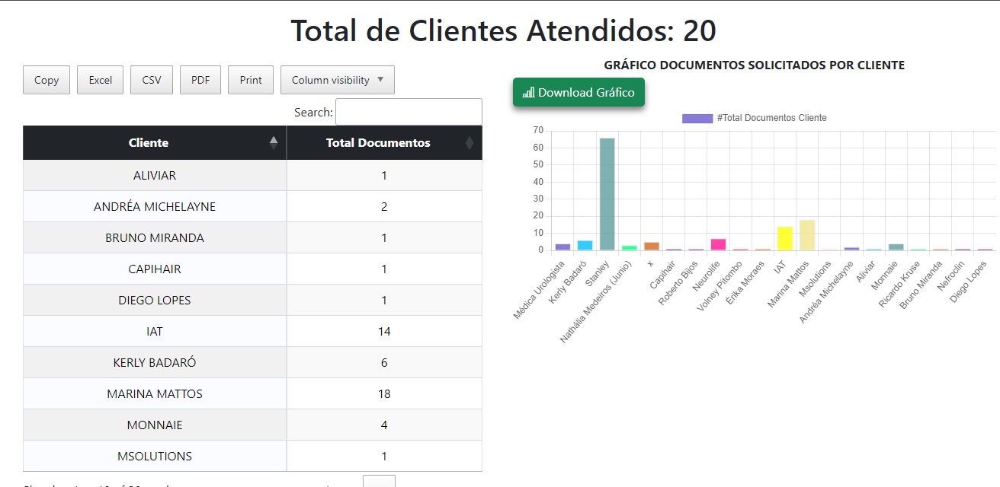 Total de Clientes Atendidos: 20
Copy Excel CSV PDF Print Column visibility
Search:
Cliente Total Documentos
ALIVIAR 1
ANDRÉA MICHELAYNE 2
BRUNO MIRANDA 1
CAPIHAIR 1
DIEGO LOPES 1
IAT 14
KERLY BADARÓ 6
MARINA MATTOS 18
MONNAIE 4
MSOLUTIONS 1
GRÁFICO DOCUMENTOS SOLICITADOS POR CLIENTE
Download Gráfico
#Total Documentos Cliente
70
60
50
40
30
20
10
0
Médica Urologista
Kerly Badaró
Stanley
Nathália Medeiros (Junio)
x
Capihair
Roberto Bijos
Neurolife
Volney Pitombo
Érika Moraes
IAT
Marina Mattos
Msolutions
Andréa Michelayne
Aliviar
Monnaie
Ricardo Kruse
Bruno Miranda
Nefroclin
Diego Lopes